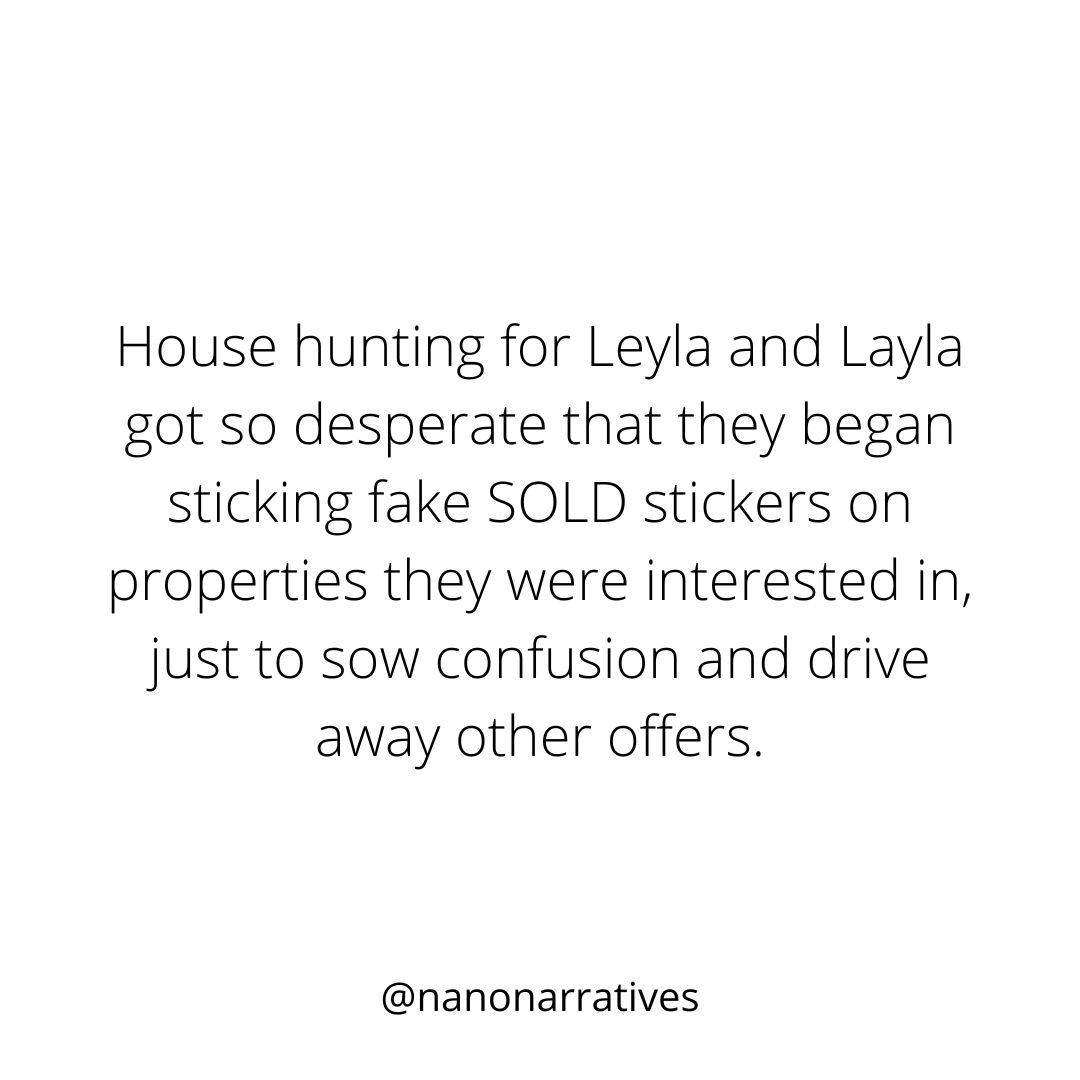 House hunting for Leyla and Layla
got so desperate that they began
sticking fake SOLD stickers on
properties they were interested in,
just to sow confusion and drive
away other offers.
@nanonarratives